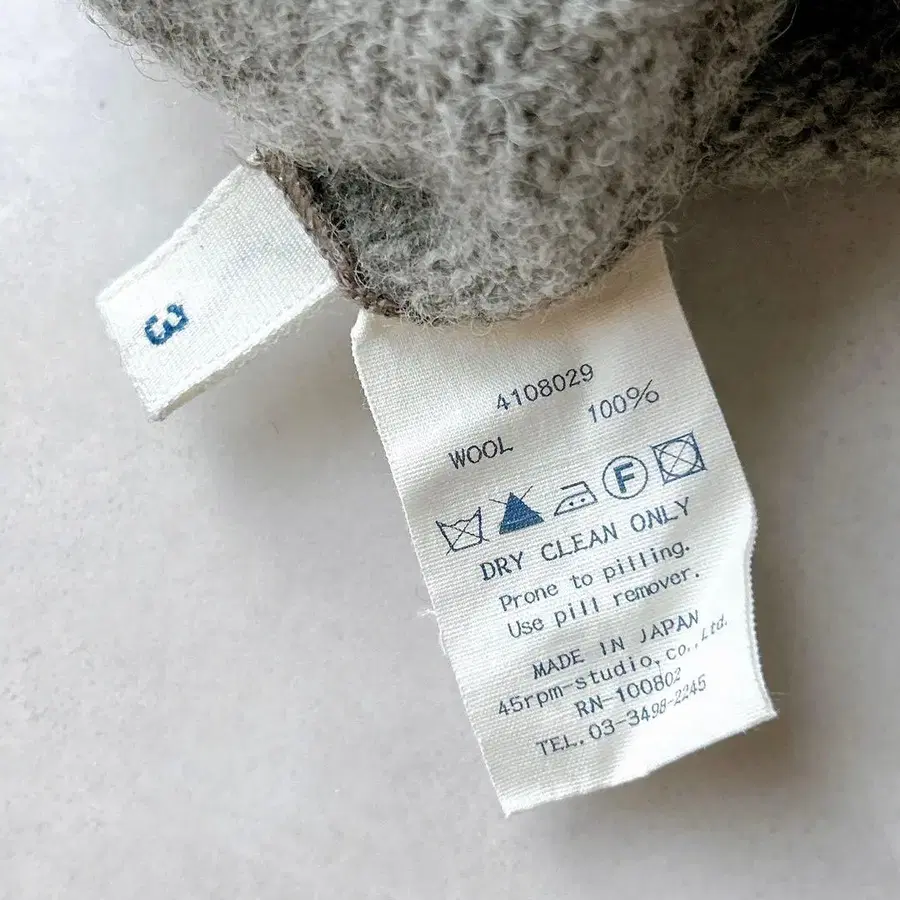 3
4108029
WOOL 100%
F
DRY CLEAN ONLY
Prone to pilling.
Use pill remover.
MADE IN JAPAN
45rpm-studio,co.,Ltd.
RN-100802
TEL.03-3498-2245